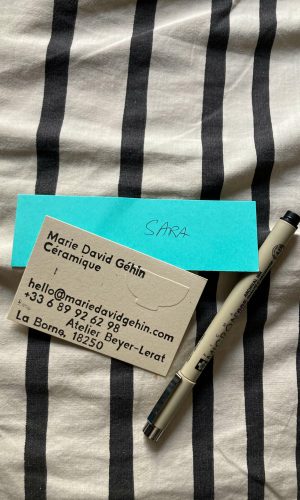 SARA
Marie David Géhin
Céramique
hello@mariedavidgehin.com
+33 6 89 92 62 98
Atelier Beyer-Lerat
La Borne, 18250